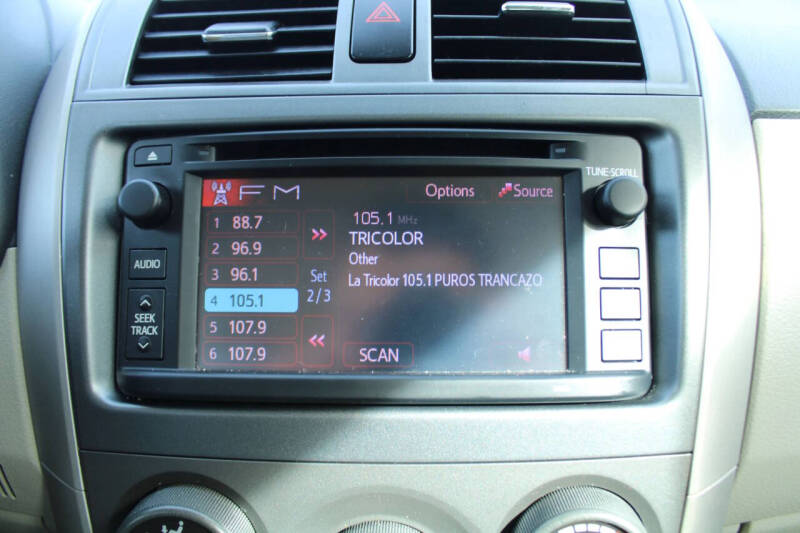 TUNE·SCROLL
FM
Options
Source
1 88.7
2 96.9
3 96.1
4 105.1
5 107.9
6 107.9
»
Set
2/3
«
105.1 MHz
TRICOLOR
Other
La Tricolor 105.1 PUROS TRANCAZO
SCAN
AUDIO
SEEK
TRACK